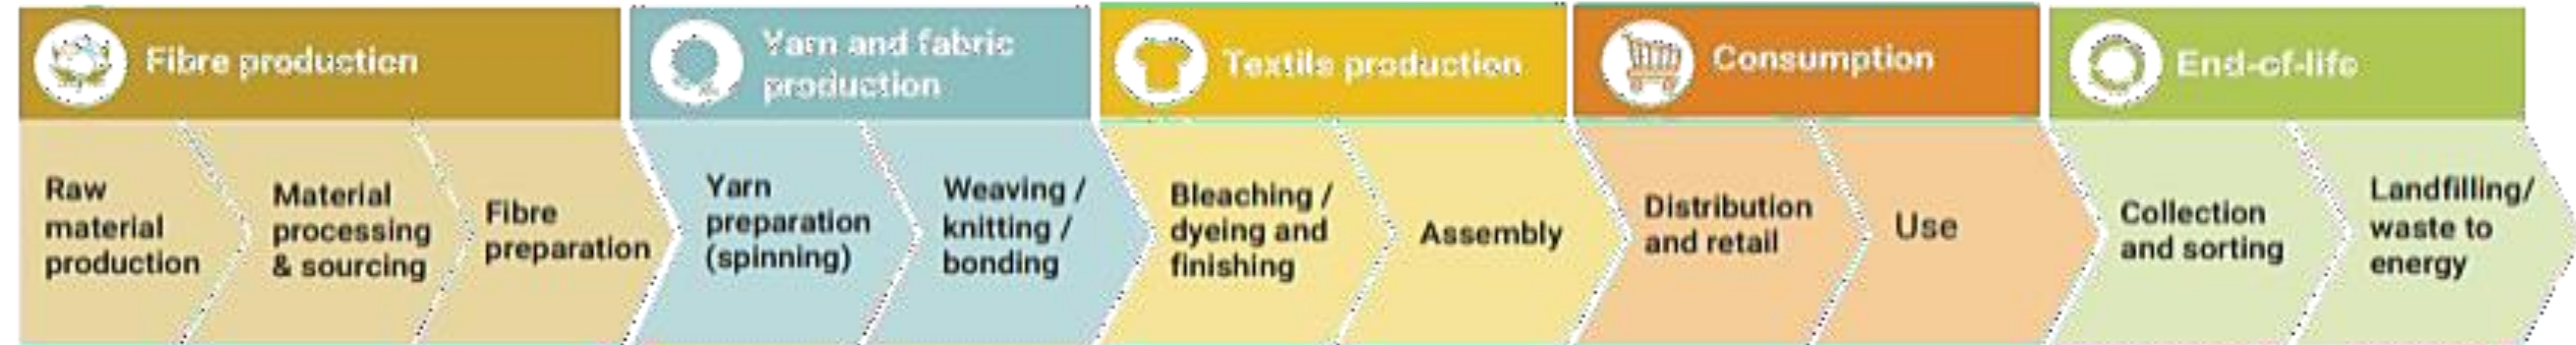 Fibre production
Raw
material
production
Material
processing
& sourcing
Fibre
preparation
Yarn and fabric
production
Yarn
preparation
(spinning)
Weaving /
knitting /
bonding
Textile production
Bleaching /
dyeing and
finishing
Assembly
Consumption
Distribution
and retail
Use
End-of-life
Collection
and sorting
Landfilling/
waste to
energy